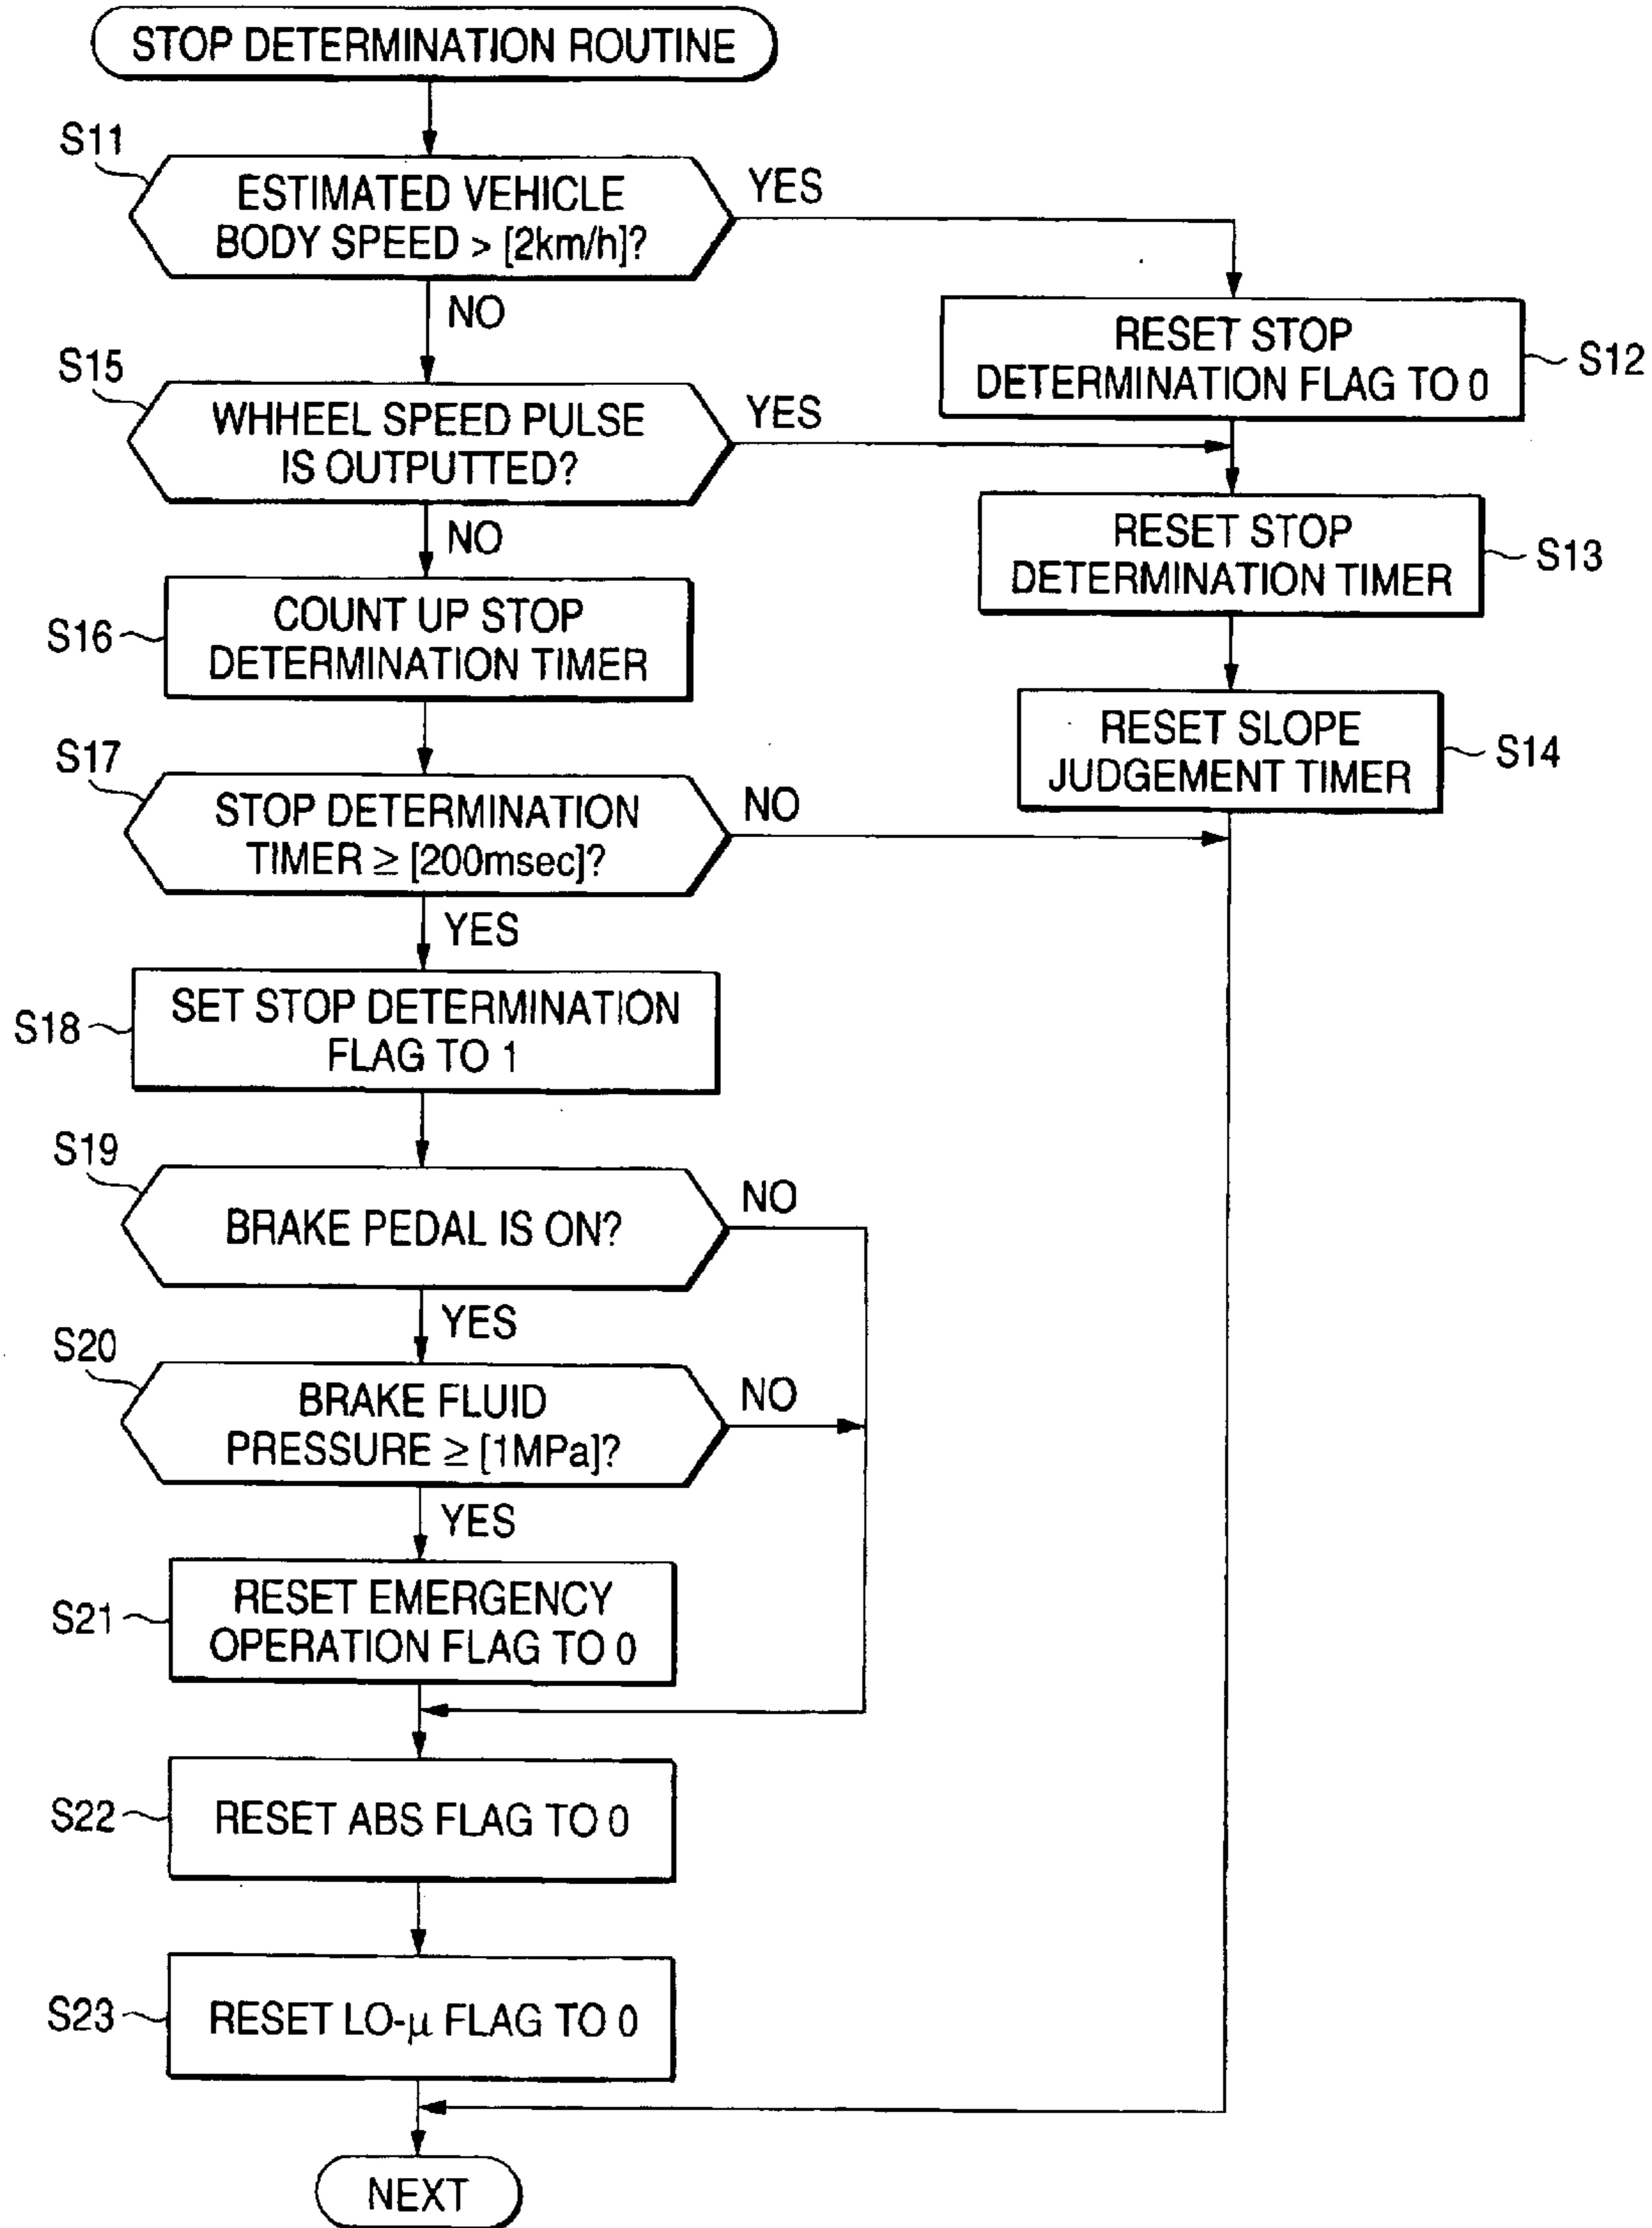 STOP DETERMINATION ROUTINE
S11
ESTIMATED VEHICLE
BODY SPEED > [2km/h]?
YES
NO
RESET STOP
DETERMINATION FLAG TO 0
S12
S15
WHHEEL SPEED PULSE
IS OUTPUTTED?
YES
NO
RESET STOP
DETERMINATION TIMER
S13
S16
COUNT UP STOP
DETERMINATION TIMER
RESET SLOPE
JUDGEMENT TIMER
S14
S17
STOP DETERMINATION
TIMER ≥ [200msec]?
NO
YES
S18
SET STOP DETERMINATION
FLAG TO 1
S19
BRAKE PEDAL IS ON?
NO
YES
S20
BRAKE FLUID
PRESSURE ≥ [1MPa]?
NO
YES
S21
RESET EMERGENCY
OPERATION FLAG TO 0
S22
RESET ABS FLAG TO 0
S23
RESET LO-μ FLAG TO 0
NEXT